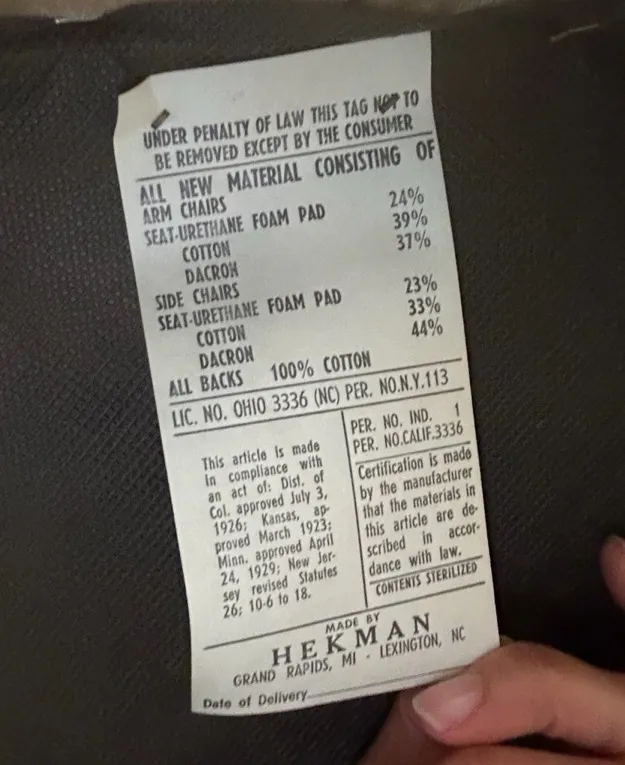 UNDER PENALTY OF LAW THIS TAG NOT TO
BE REMOVED EXCEPT BY THE CONSUMER
ALL NEW MATERIAL CONSISTING OF
ARM CHAIRS
SEAT-URETHANE FOAM PAD 24%
COTTON 39%
DACRON 37%
SIDE CHAIRS
SEAT-URETHANE FOAM PAD 23%
COTTON 33%
DACRON 44%
ALL BACKS 100% COTTON
LIC. NO. OHIO 3336 (NC) PER. NO.N.Y.113
This article is made
in compliance with
an act of: Dist. of
Col. approved July 3,
1926; Kansas, ap-
proved March 1923;
Minn. approved April
24, 1929; New Jer-
sey revised Statutes
26; 10-6 to 18.
PER. NO. IND. 1
PER. NO.CALIF.3336
Certification is made
by the manufacturer
that the materials in
this article are de-
scribed in accor-
dance with law.
CONTENTS STERILIZED
MADE BY
HEKMAN
GRAND RAPIDS, MI - LEXINGTON, NC
Date of Delivery